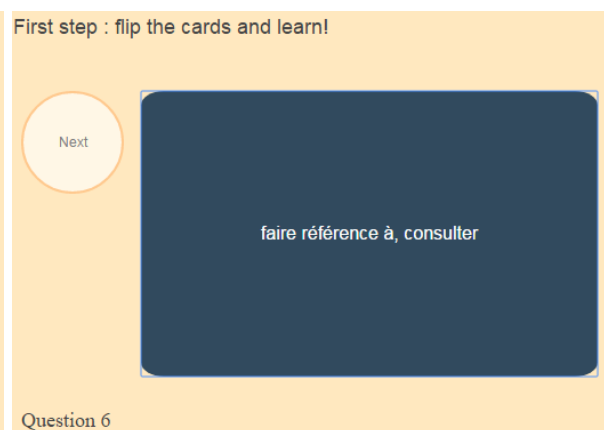 First step : flip the cards and learn!
Next
faire référence à, consulter
Question 6